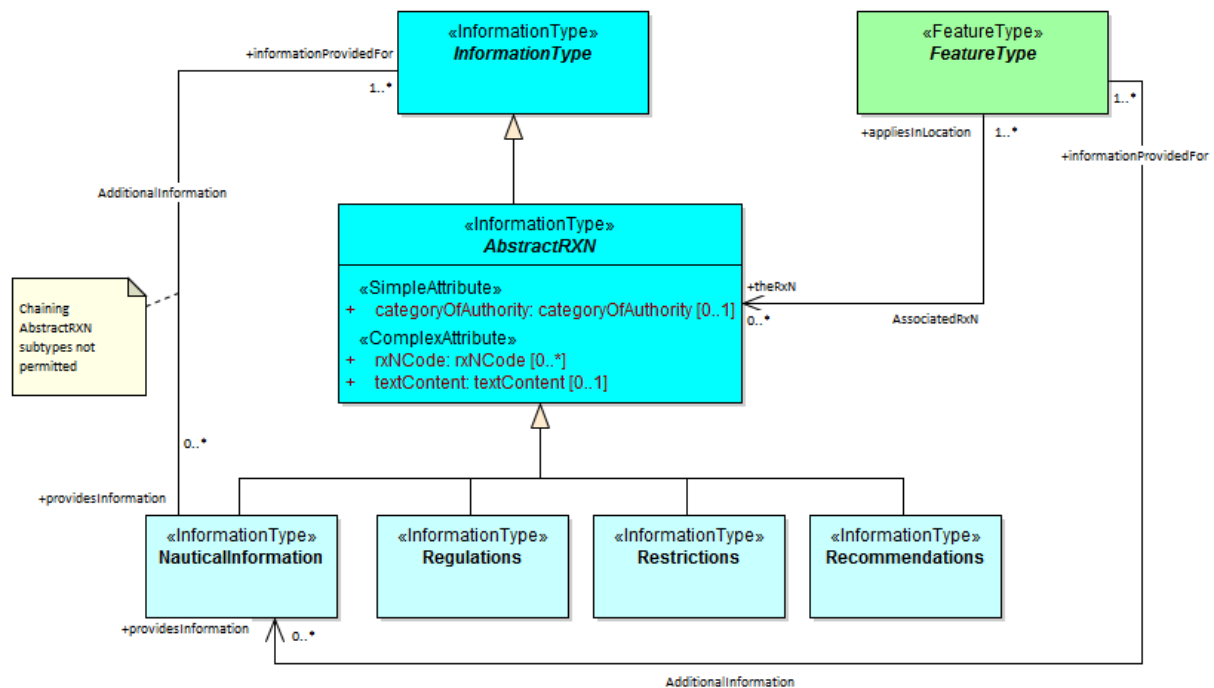 «InformationType»
InformationType
«FeatureType»
FeatureType
+informationProvidedFor
1..*
1..*
+appliesInLocation
1..*
+informationProvidedFor
AdditionalInformation
«InformationType»
AbstractRXN
«SimpleAttribute»
+ categoryOfAuthority: categoryOfAuthority [0..1]
«ComplexAttribute»
+ rxNCode: rxNCode [0..*]
+ textContent: textContent [0..1]
+theRxN
0..*
AssociatedRxN
Chaining
AbstractRXN
subtypes not
permitted
0..*
+providesInformation
«InformationType»
NauticalInformation
«InformationType»
Regulations
«InformationType»
Restrictions
«InformationType»
Recommendations
+providesInformation
0..*
AdditionalInformation